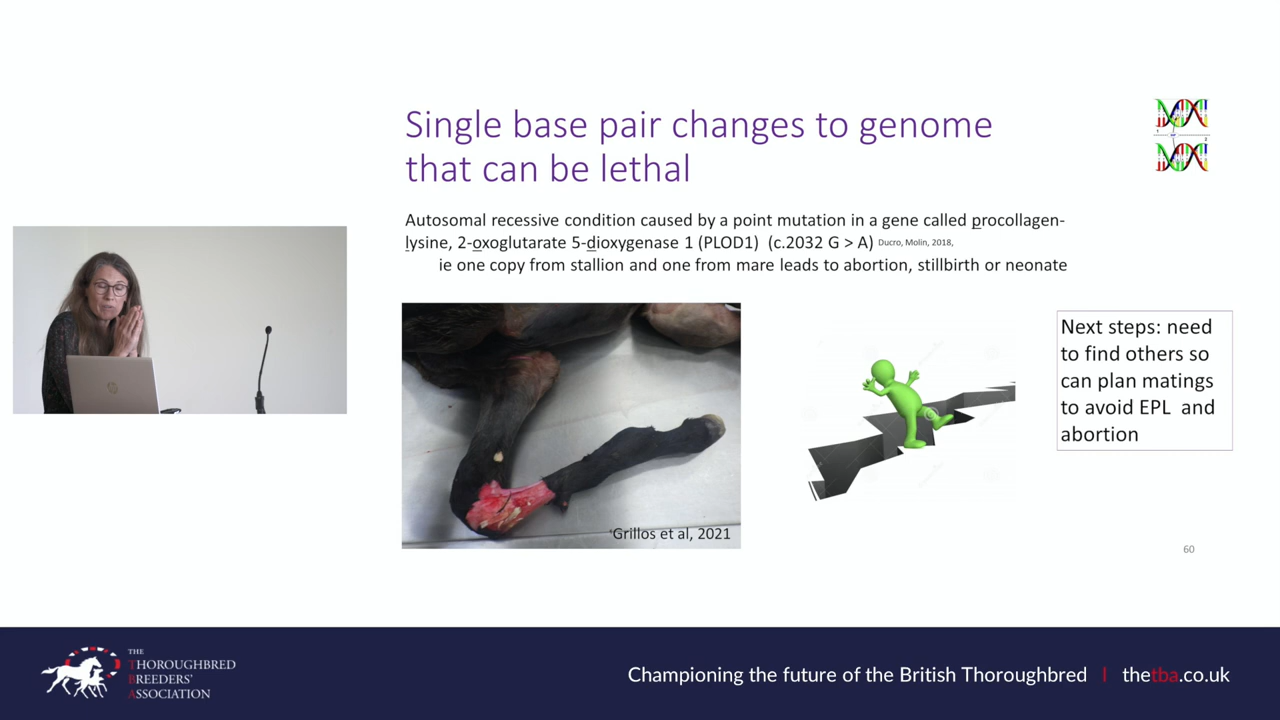 Single base pair changes to genome
that can be lethal
Autosomal recessive condition caused by a point mutation in a gene called procollagen-
lysine, 2-oxoglutarate 5-dioxygenase 1 (PLOD1) (c.2032 G > A) Ducro, Molin, 2018,
ie one copy from stallion and one from mare leads to abortion, stillbirth or neonate
Next steps: need
to find others so
can plan matings
to avoid EPL and
abortion
Grillos et al, 2021
60
THE
THOROUGHBRED
BREEDERS'
ASSOCIATION
Championing the future of the British Thoroughbred | thetba.co.uk